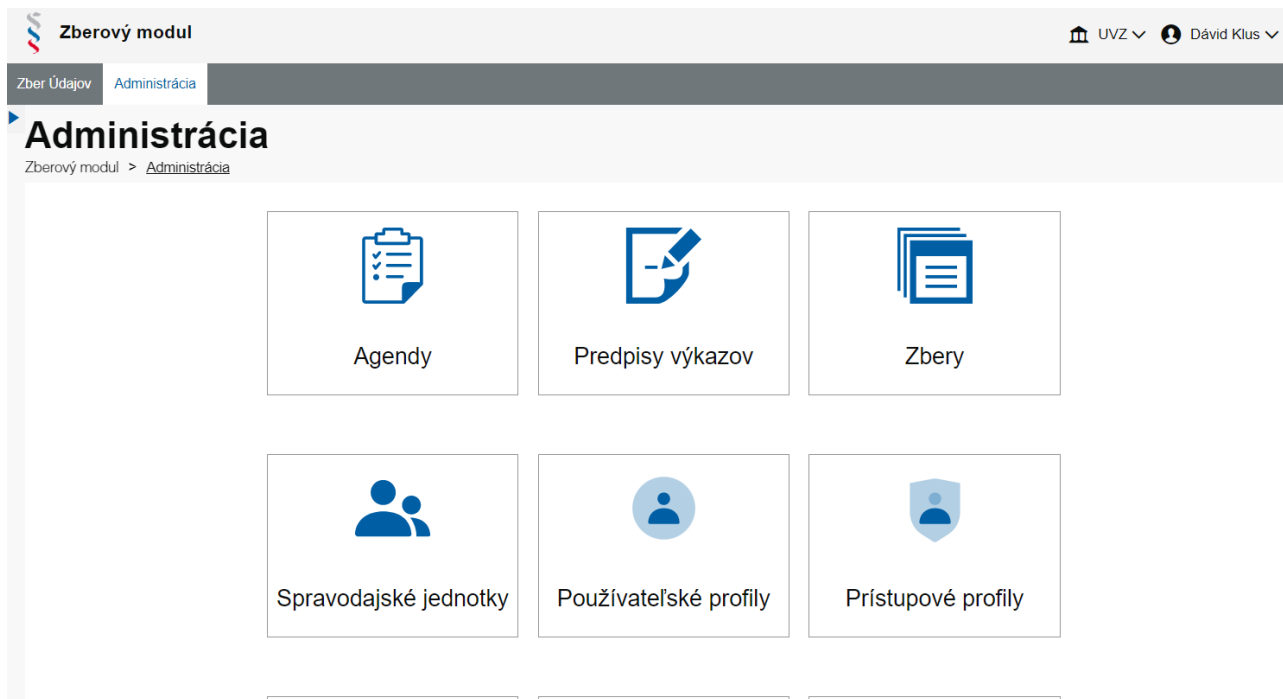 Zberový modul
UVZ Dávid Klus
Zber Údajov Administrácia
Administrácia
Zberový modul > Administrácia
Agendy Predpisy výkazov Zbery
Spravodajské jednotky Používateľské profily Prístupové profily